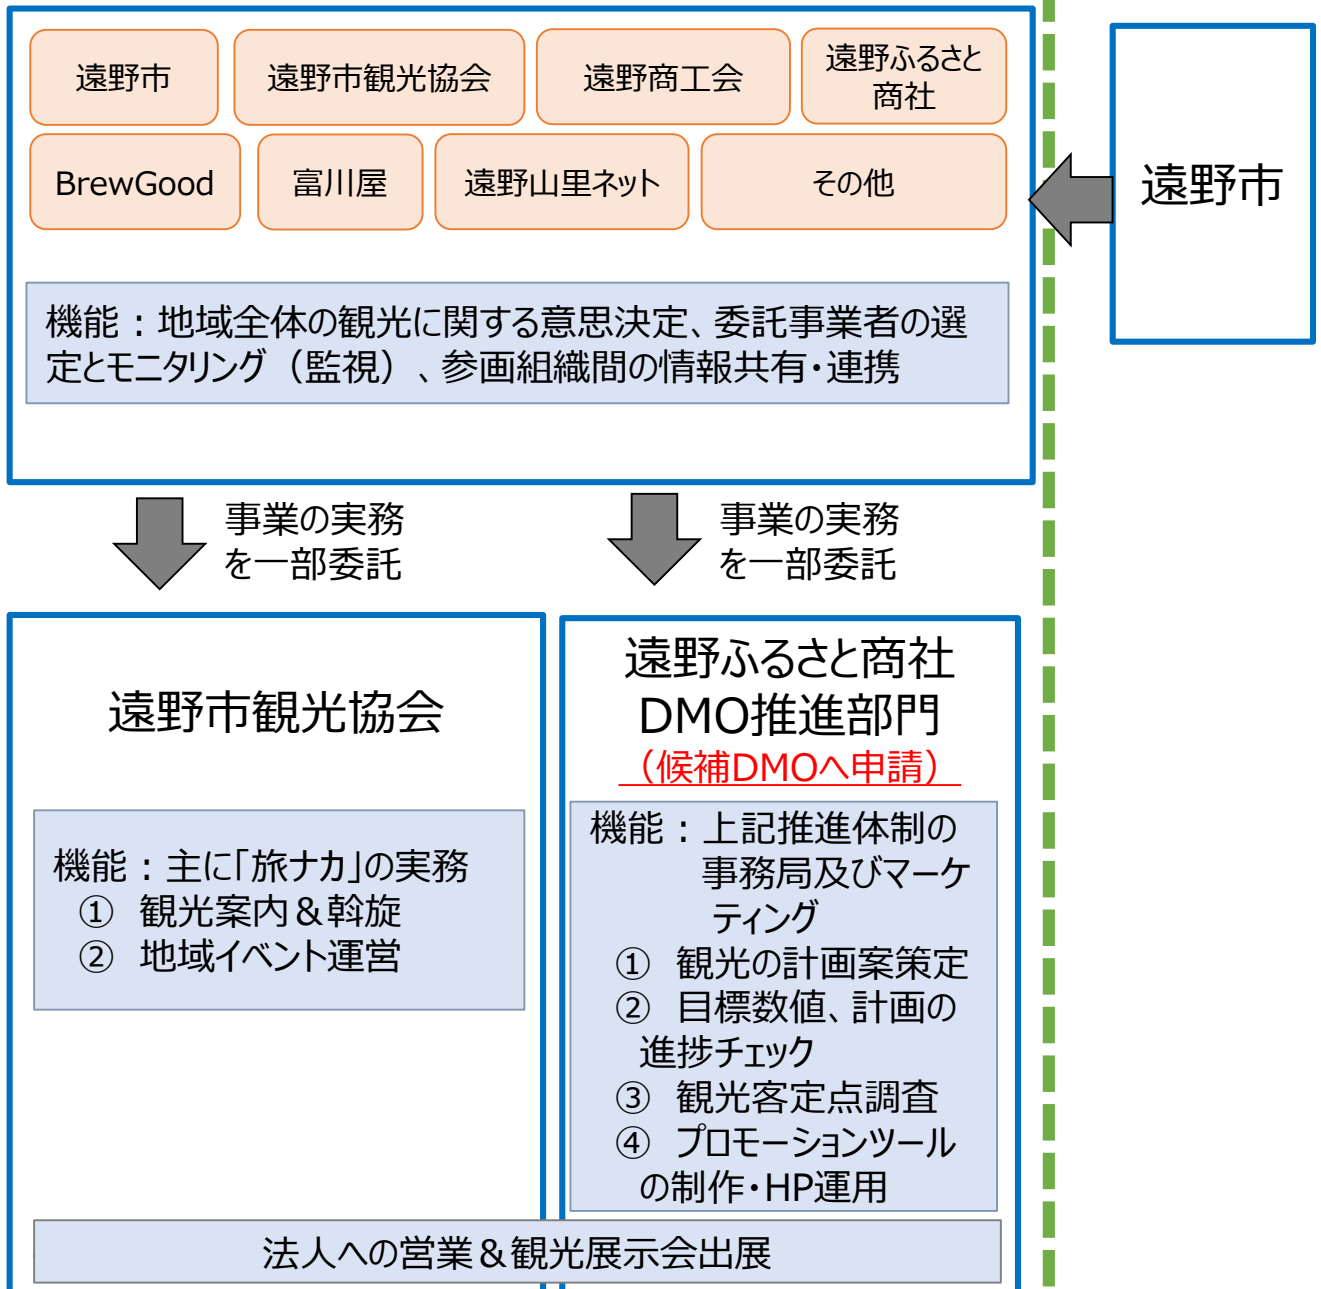 遠野市
遠野市観光協会
遠野商工会
遠野ふるさと
商社
BrewGood
富川屋
遠野山里ネット
その他
遠野市
機能：地域全体の観光に関する意思決定、委託事業者の選
定とモニタリング（監視）、参画組織間の情報共有・連携
事業の実務
を一部委託
事業の実務
を一部委託
遠野市観光協会
機能：主に「旅ナカ」の実務
① 観光案内＆斡旋
② 地域イベント運営
遠野ふるさと商社
DMO推進部門
（候補DMOへ申請）
機能：上記推進体制の
事務局及びマーケ
ティング
① 観光の計画案策定
② 目標数値、計画の
進捗チェック
③ 観光客定点調査
④ プロモーションツール
の制作・HP運用
法人への営業＆観光展示会出展